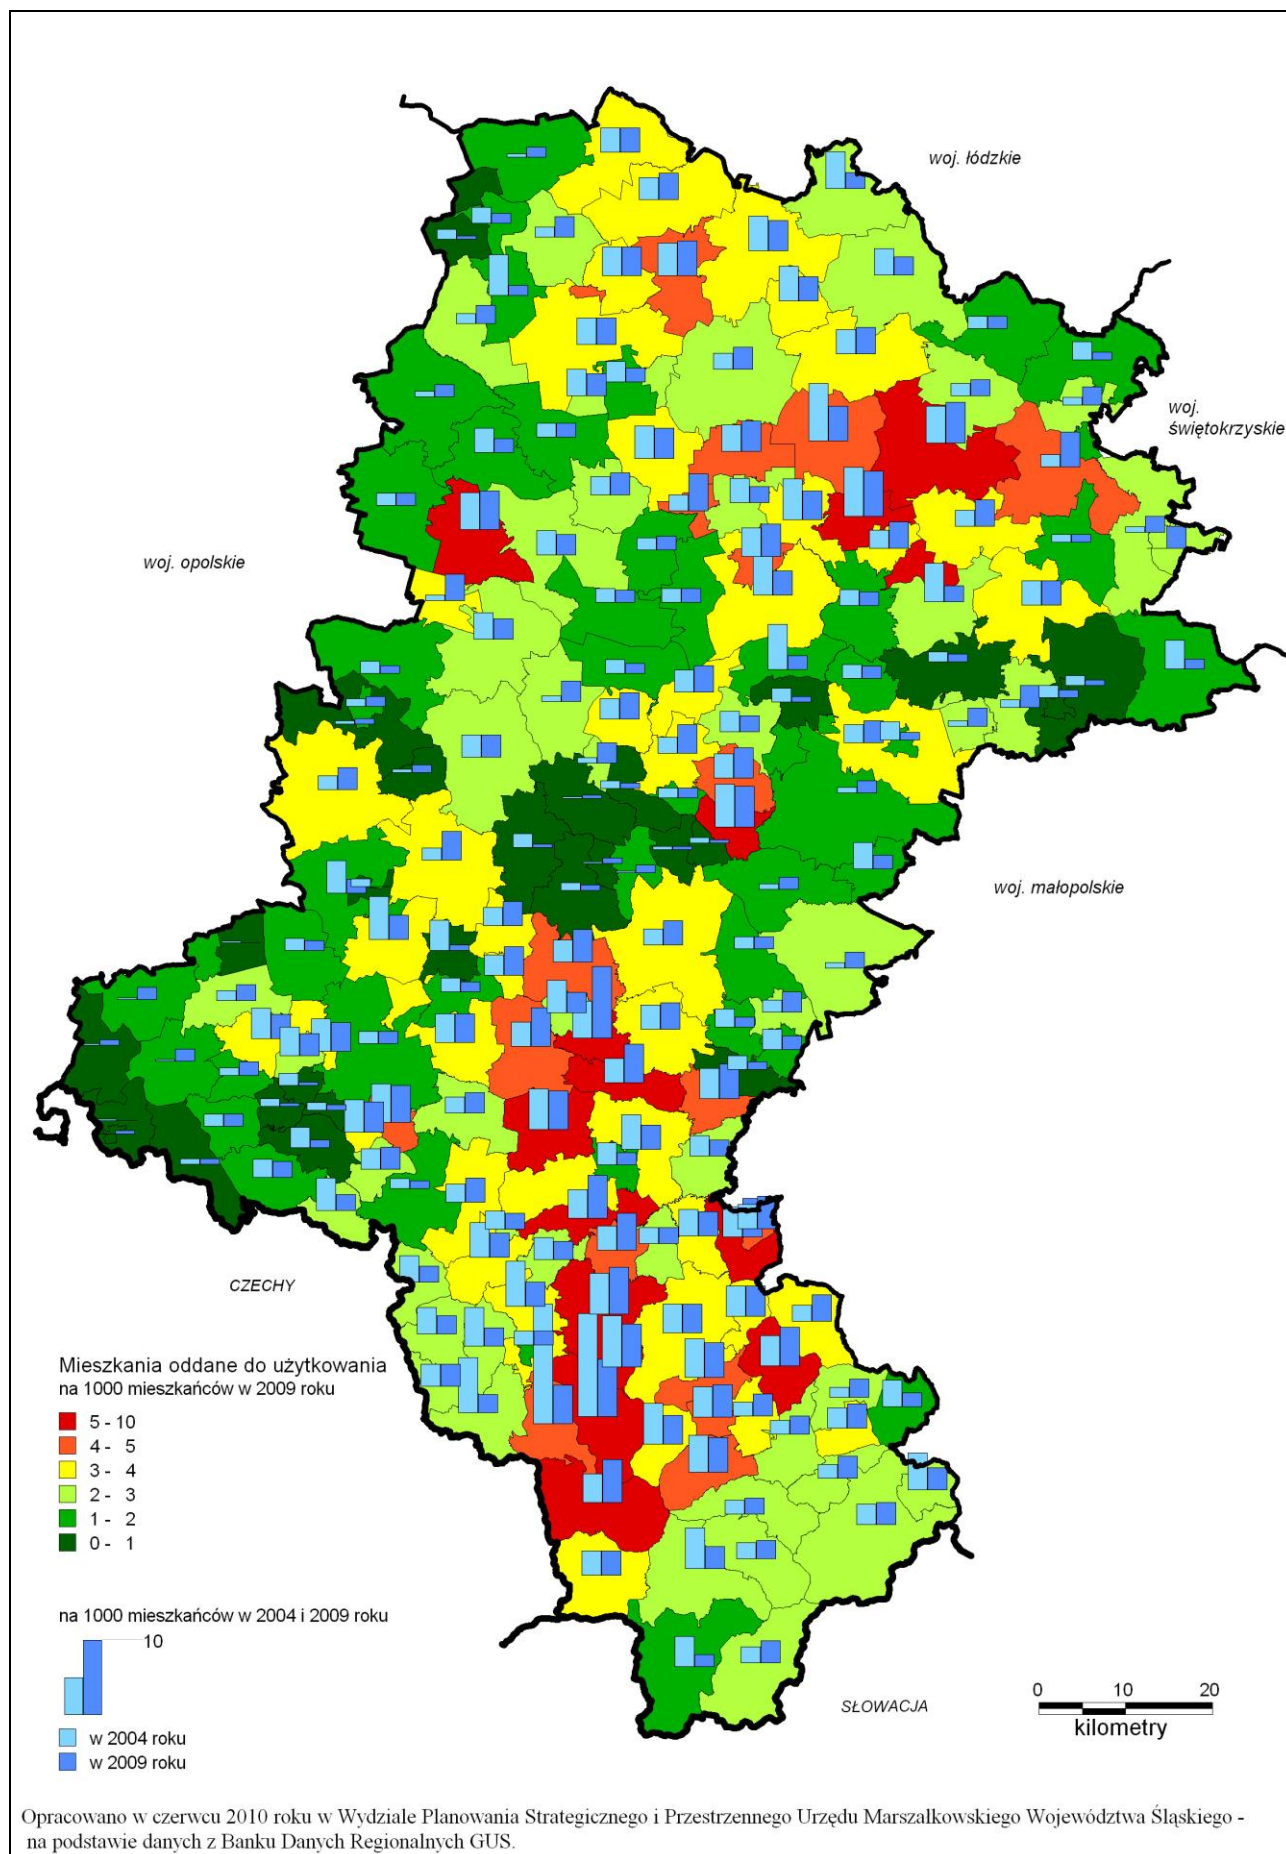 woj. łódzkie
woj.
świętokrzyskie
woj. opolskie
woj. małopolskie
CZECHY
Mieszkania oddane do użytkowania
na 1000 mieszkańców w 2009 roku
5 - 10
4 - 5
3 - 4
2 - 3
1 - 2
0 - 1
na 1000 mieszkańców w 2004 i 2009 roku
10
w 2004 roku
w 2009 roku
SŁOWACJA
0 10 20
kilometry
Opracowano w czerwcu 2010 roku w Wydziale Planowania Strategicznego i Przestrzennego Urzędu Marszałkowskiego Województwa Śląskiego -
na podstawie danych z Banku Danych Regionalnych GUS.